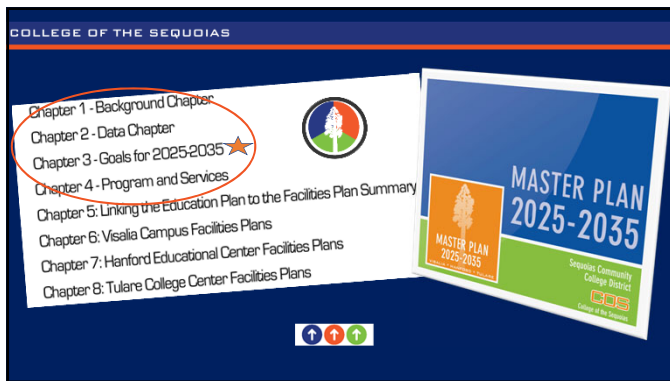 COLLEGE OF THE SEQUOIAS
Chapter 1 - Background Chapter
Chapter 2 - Data Chapter
Chapter 3 - Goals for 2025-2035
Chapter 4 - Program and Services
Chapter 5: Linking the Education Plan to the Facilities Plan Summary
Chapter 6: Visalia Campus Facilities Plans
Chapter 7: Hanford Educational Center Facilities Plans
Chapter 8: Tulare College Center Facilities Plans
MASTER PLAN
2025-2035
MASTER PLAN
2025-2035
VISALIA • HANFORD • TULARE
Sequoias Community
College District
COS
College of the Sequoias